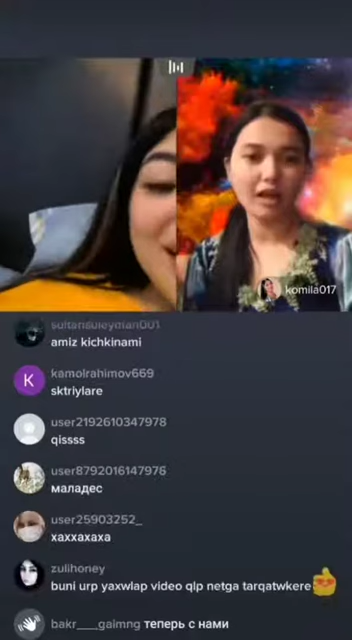 komila017
sultansuleyman001
amiz kichkinami
kamolrahimov669
K
sktriylare
user2192610347978
qissss
user8792016147976
маладес
user25903252_
хаххахаха
zulihoney
buni urp yaxwlap video qlp netga tarqatwkere
bakr___gaimng теперь с нами